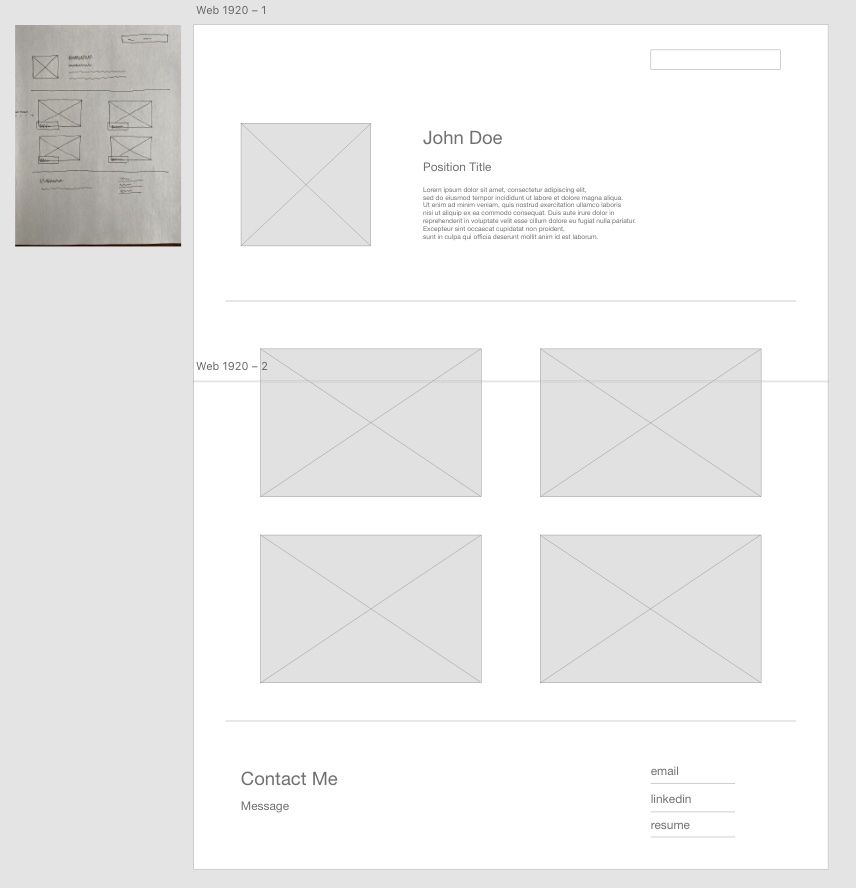 Web 1920 – 1
John Doe
Position Title
Lorem ipsum dolor sit amet, consectetur adipiscing elit,
sed do eiusmod tempor incididunt ut labore et dolore magna aliqua.
Ut enim ad minim veniam, quis nostrud exercitation ullamco laboris
nisi ut aliquip ex ea commodo consequat. Duis aute irure dolor in
reprehenderit in voluptate velit esse cillum dolore eu fugiat nulla pariatur.
Excepteur sint occaecat cupidatat non proident,
sunt in culpa qui officia deserunt mollit anim id est laborum.
Web 1920 – 2
Contact Me
Message
email
linkedin
resume